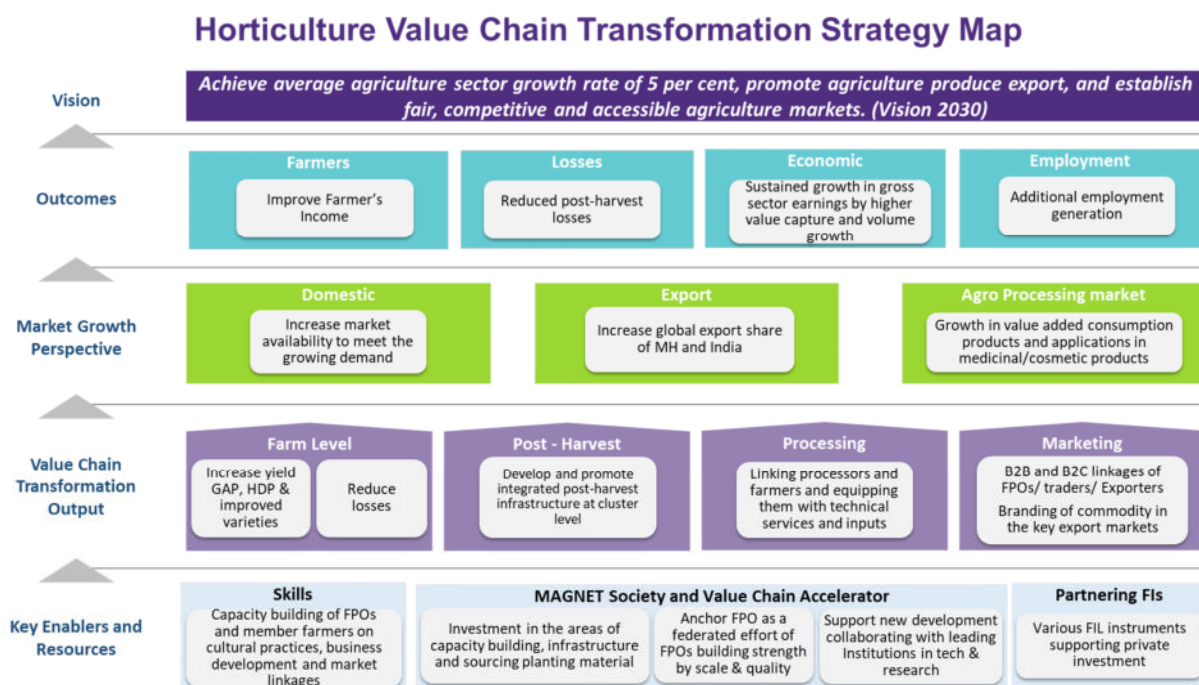 Horticulture Value Chain Transformation Strategy Map
Vision
Achieve average agriculture sector growth rate of 5 per cent, promote agriculture produce export, and establish
fair, competitive and accessible agriculture markets. (Vision 2030)
Outcomes
Farmers
Improve Farmer's
Income
Losses
Reduced post-harvest
losses
Economic
Sustained growth in gross
sector earnings by higher
value capture and volume
growth
Employment
Additional employment
generation
Market Growth
Perspective
Domestic
Increase market
availability to meet the
growing demand
Export
Increase global export share
of MH and India
Agro Processing market
Growth in value added consumption
products and applications in
medicinal/cosmetic products
Value Chain
Transformation
Output
Farm Level
Increase yield
GAP, HDP &
improved
varieties
Reduce
losses
Post - Harvest
Develop and promote
integrated post-harvest
infrastructure at cluster
level
Processing
Linking processors and
farmers and equipping
them with technical
services and inputs
Marketing
B2B and B2C linkages of
FPOs/ traders/ Exporters
Branding of commodity in
the key export markets
Key Enablers and
Resources
Skills
Capacity building of FPOs
and member farmers on
cultural practices, business
development and market
linkages
MAGNET Society and Value Chain Accelerator
Investment in the areas of
capacity building, infrastructure
and sourcing planting material
Anchor FPO as a
federated effort of
FPOs building strength
by scale & quality
Support new development
collaborating with leading
Institutions in tech &
research
Partnering FIs
Various FIL instruments
supporting private
investment